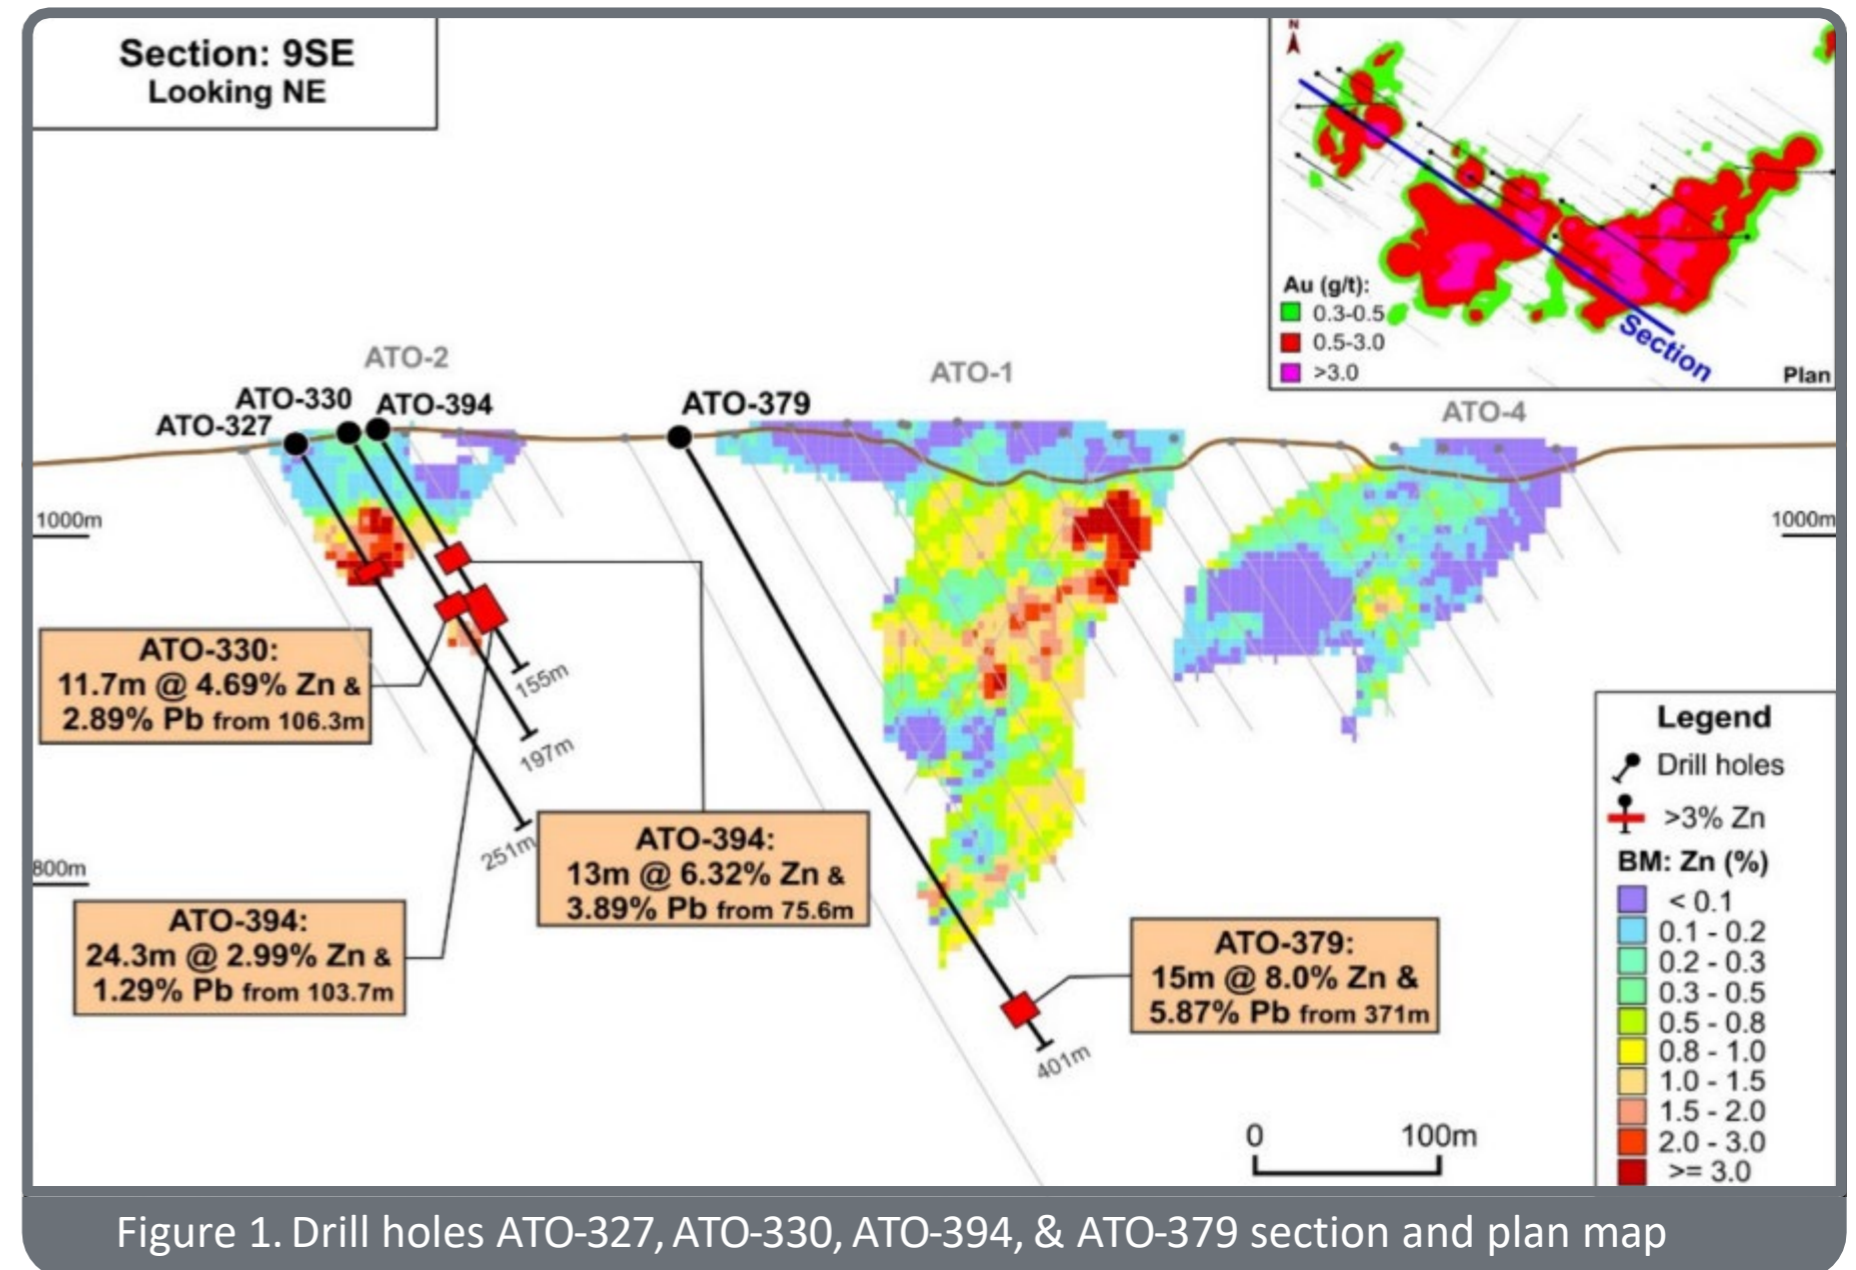 Section: 9SE
Looking NE
N
Au (g/t):
0.3-0.5
0.5-3.0
>3.0
Section
Plan
ATO-2
ATO-330
ATO-394
ATO-327
ATO-379
ATO-1
ATO-4
1000m
1000m
800m
ATO-330:
11.7m @ 4.69% Zn &
2.89% Pb from 106.3m
155m
197m
251m
ATO-394:
13m @ 6.32% Zn &
3.89% Pb from 75.6m
ATO-394:
24.3m @ 2.99% Zn &
1.29% Pb from 103.7m
ATO-379:
15m @ 8.0% Zn &
5.87% Pb from 371m
401m
0 100m
Legend
Drill holes
>3% Zn
BM: Zn (%)
< 0.1
0.1 - 0.2
0.2 - 0.3
0.3 - 0.5
0.5 - 0.8
0.8 - 1.0
1.0 - 1.5
1.5 - 2.0
2.0 - 3.0
>= 3.0
Figure 1. Drill holes ATO-327, ATO-330, ATO-394, & ATO-379 section and plan map